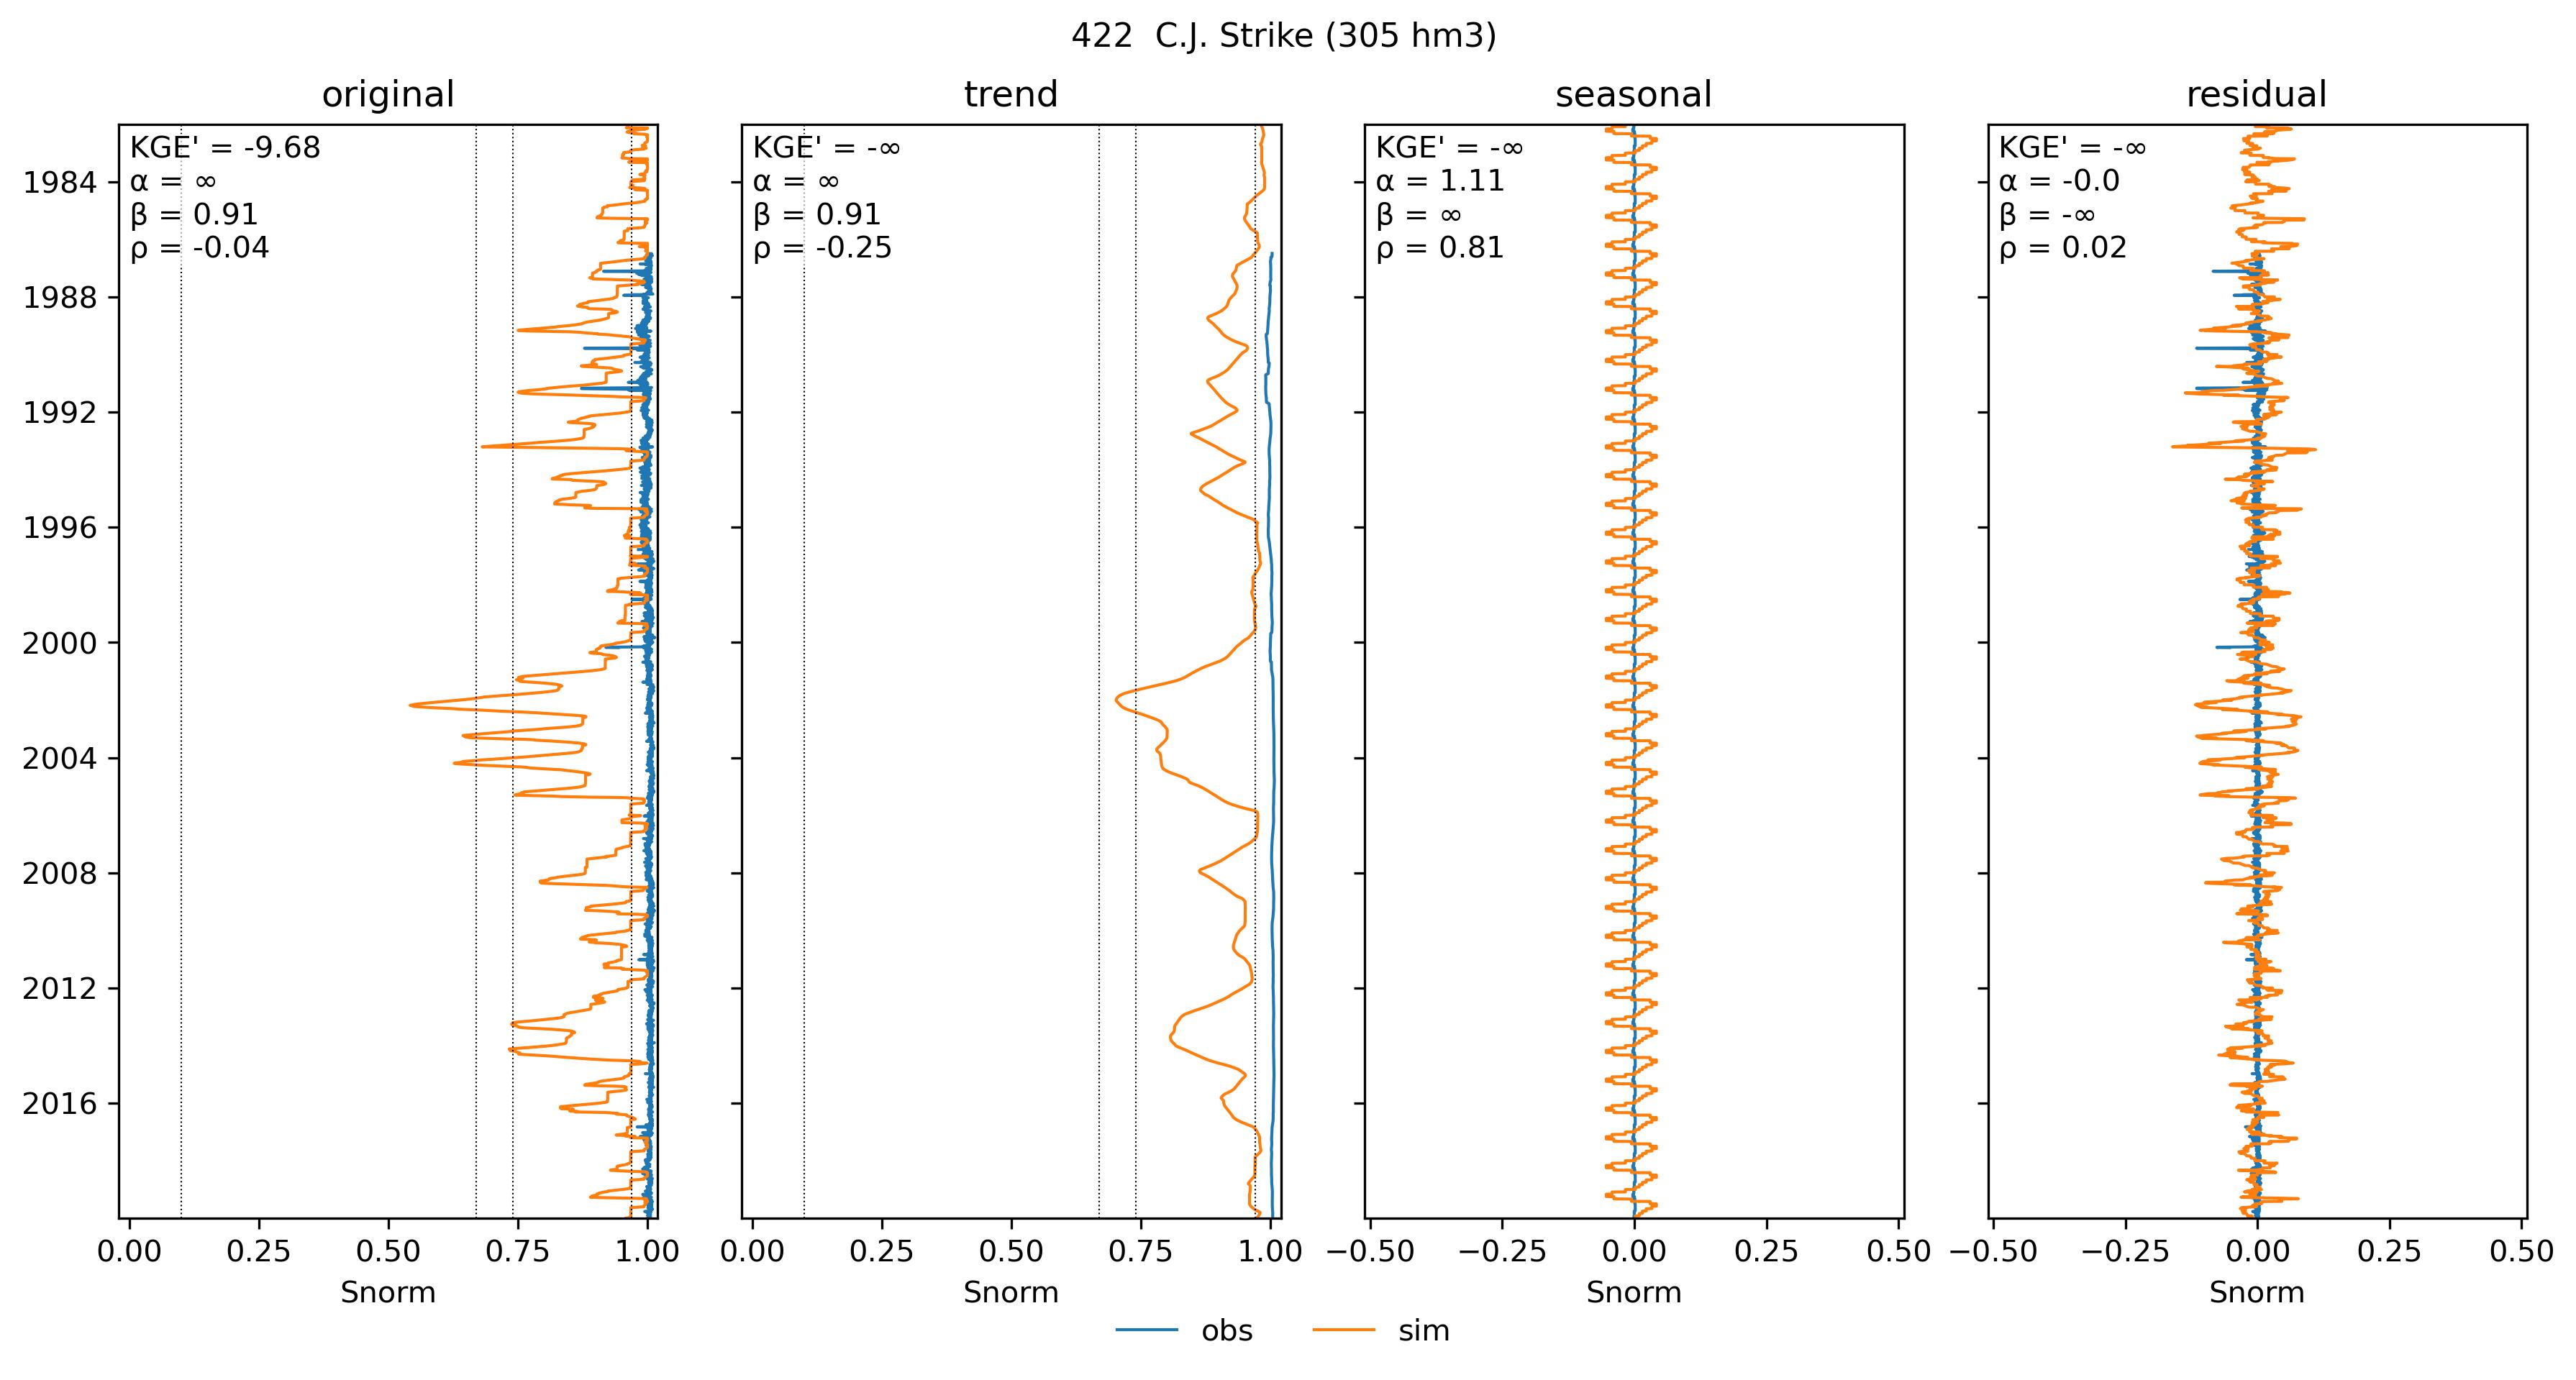 422  C.J. Strike (305 hm3)
original
trend
seasonal
residual
KGE' = -9.68
α = ∞
β = 0.91
ρ = -0.04
KGE' = -∞
α = ∞
β = 0.91
ρ = -0.25
KGE' = -∞
α = 1.11
β = ∞
ρ = 0.81
KGE' = -∞
α = -0.0
β = -∞
ρ = 0.02
1984
1988
1992
1996
2000
2004
2008
2012
2016
0.00 0.25 0.50 0.75 1.00
0.00 0.25 0.50 0.75 1.00
−0.50 −0.25 0.00 0.25 0.50
−0.50 −0.25 0.00 0.25 0.50
Snorm
Snorm
Snorm
Snorm
obs
sim